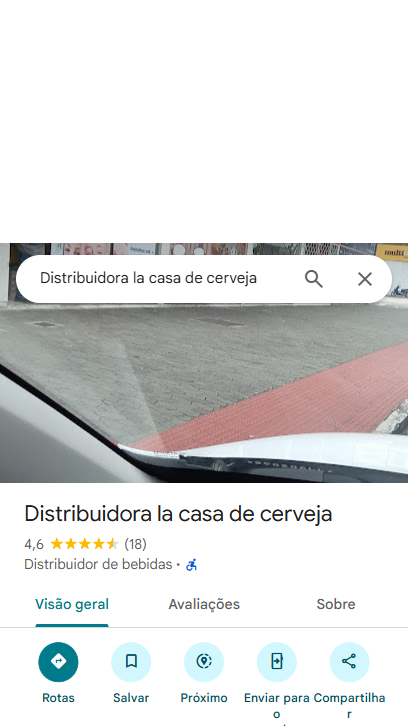 Distribuidora la casa de cerveja
Distribuidora la casa de cerveja
4,6 (18)
Distribuidor de bebidas ·
Visão geral
Avaliações
Sobre
Rotas
Salvar
Próximo
Enviar para
o
Compartilha
r